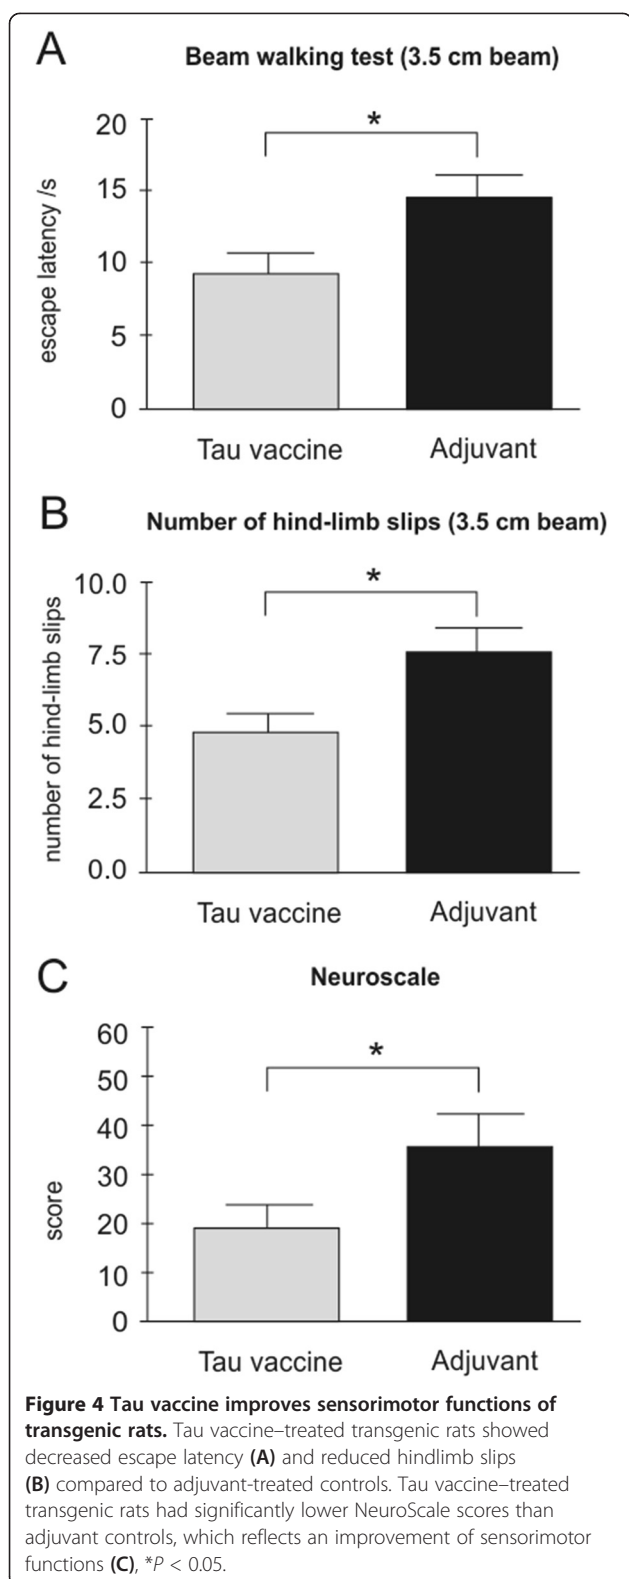 A
Beam walking test (3.5 cm beam)
20
15
10
5
0
escape latency /s
*
Tau vaccine
Adjuvant
B
Number of hind-limb slips (3.5 cm beam)
10.0
7.5
5.0
2.5
0.0
number of hind-limb slips
*
Tau vaccine
Adjuvant
C
Neuroscale
60
50
40
30
20
10
0
score
*
Tau vaccine
Adjuvant
Figure 4 Tau vaccine improves sensorimotor functions of
transgenic rats. Tau vaccine–treated transgenic rats showed
decreased escape latency (A) and reduced hindlimb slips
(B) compared to adjuvant-treated controls. Tau vaccine–treated
transgenic rats had significantly lower NeuroScale scores than
adjuvant controls, which reflects an improvement of sensorimotor
functions (C), *P < 0.05.